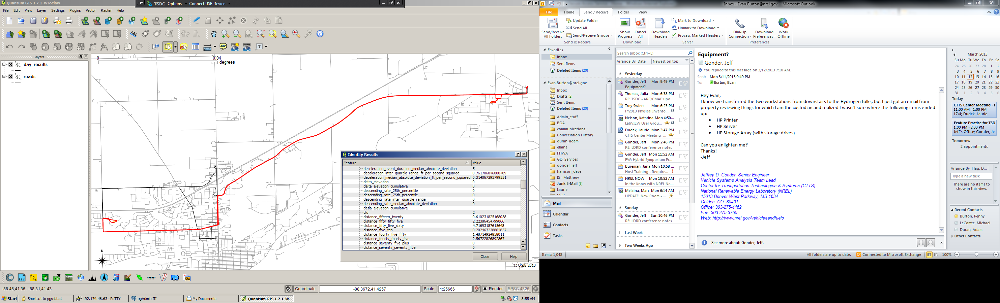 Quantum GIS 1.7.1-Wroclaw
TSDC Options Connect USB Device
File Edit View Layer Settings Plugins Vector Raster Help
Layers
day_results
roads
0 0.04
degrees
N
Identify Results
Feature Value
deceleration_event_duration_median_absolute_deviation 5
deceleration_inter_quartile_range_ft_per_second_squared 0.761706046800489
deceleration_median_absolute_deviation_ft_per_second_squared 0.314067293799551
delta_elevation 0
delta_elevation_cumulative 0
descending_rate_25th_percentile 0
descending_rate_75th_percentile 0
descending_rate_inter_quartile_range 0
descending_rate_median_absolute_deviation 0
detla_elevation_cumulative 0
did 2
distance_fifteen_twenty 0.610231825168038
distance_fifty_fifty_five 2.22386454799066
distance_fifty_five_sixty 4.71693187615648
distance_five_ten 0.202467238864837
distance_fourty_five_fifty 1.48714924858011
distance_fourty_fourty_five 2.56722826892867
distance_seventy_five_plus 0
distance_seventy_seventy_five 0
Close Help
© QGIS 2013
-88.46,41.36 : -88.31,41.43
Coordinate: -88.3672,41.4257 Scale 1:25666 Render EPSG:4326
Start Shortcut to pgssl.bat 192.174.46.63 - PuTTY pgAdmin III My Documents Quantum GIS 1.7.1-W... 8:55 AM
Inbox - Evan.Burton@nrel.gov - Microsoft Outlook
File Home Send / Receive Folder View
Send/Receive All Folders
Update Folder
Send All
Send/Receive Groups
Send & Receive
Show Progress
Cancel All
Download
Download Headers
Mark to Download
Unmark to Download
Process Marked Headers
Server
Dial-Up Connection
Download Preferences
Work Offline
Preferences
Favorites
Inbox
Sent Items
Deleted Items (20)
Evan.Burton@nrel.gov
Inbox
Drafts [2]
Sent Items
Deleted Items (20)
Admin_stuff
BOA
communications
Conversation History
duran_adam
elaine
FHWA
GIS_Services
gonder_jeff
harrison_dave
IS - Matthew
Junk E-Mail [5]
Laurie
Mail
Calendar
Contacts
Tasks
Search Inbox (Ctrl+E)
Arrange By: Date Newest on top
Yesterday
Gonder, Jeff Mon 9:49 PM
Equipment?
Thomas, Julia Mon 6:38 PM
RE: TSDC - ARC/CMAP upd...
Troy Swiers Mon 6:23 PM
FY2013 Physical Invento...
Nelson, Katarina Mon 4:50...
LabVIEW User Grou...
Dudek, Laurie Mon 3:47 PM
CTTS Center Meeting -...
Gonder, Jeff Mon 2:46 PM
RE: LDRD conference notes
Gonder, Jeff Mon 11:52 AM
FW: Hybrid Symposium Pr...
Bureman, Jana Mon 10:58 ...
Host Training - Require...
NREL NOW Mon 10:52 AM
In the Know with NREL No...
Melaina, Marc Mon 6:14 AM
UPDATE: New Room - ...
Sunday
Gonder, Jeff Sun 10:46 PM
RE: LDRD conference notes
Last Week
Two Weeks Ago
Equipment?
Gonder, Jeff
You replied to this message on 3/12/2013 7:10 AM.
Sent: Mon 3/11/2013 9:49 PM
To: Burton, Evan
Hey Evan,
I know we transferred the two workstations from downstairs to the Hydrogen folks, but I just got an email from
property reviewing things for which I am the custodian and realized I wasn't sure where the following items ended
up:
• HP Printer
• HP Server
• HP Storage Array (with storage drives)
Can you enlighten me?
Thanks!
-Jeff
Jeffrey D. Gonder, Senior Engineer
Vehicle Systems Analysis Team Lead
Center for Transportation Technologies & Systems (CTTS)
National Renewable Energy Laboratory (NREL)
15013 Denver West Parkway, MS 1634
Golden, CO 80401
Office: 303-275-4462
Fax: 303-275-3765
Web: http://www.nrel.gov/vehiclesandfuels
See more about: Gonder, Jeff.
March 2013
Su Mo Tu We Th Fr Sa
24 25 26 27 28 1 2
3 4 5 6 7 8 9
10 11 12 13 14 15 16
17 18 19 20 21 22 23
24 25 26 27 28 29 30
31 1 2 3 4 5 6
Today
CTTS Center Meeting - a
11:00 AM - 1:00 PM
17/4; Dudek, Laurie
Feature Practice for TSD
1:00 PM - 2:00 PM
Jeff's Office; Gonder, Je
Tomorrow
2 appointments
Arrange By: Flag: D...
Type a new task
There are no items to
show in this view.
Recent Contacts
Burton, Penny
LeComte, Michael
Duran, Adam
Other Contacts
Items: 1,048
All folders are up to date. Connected to Microsoft Exchange 100%